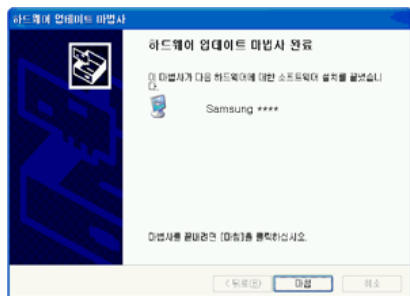 하드웨어 업데이트 마법사
하드웨어 업데이트 마법사 완료
이 마법사가 다음 하드웨어에 대한 소프트웨어 설치를 끝냈습니
다.
Samsung ****
마법사를 끝내려면 [마침]을 클릭하십시오.
< 뒤로(B)
마침
취소